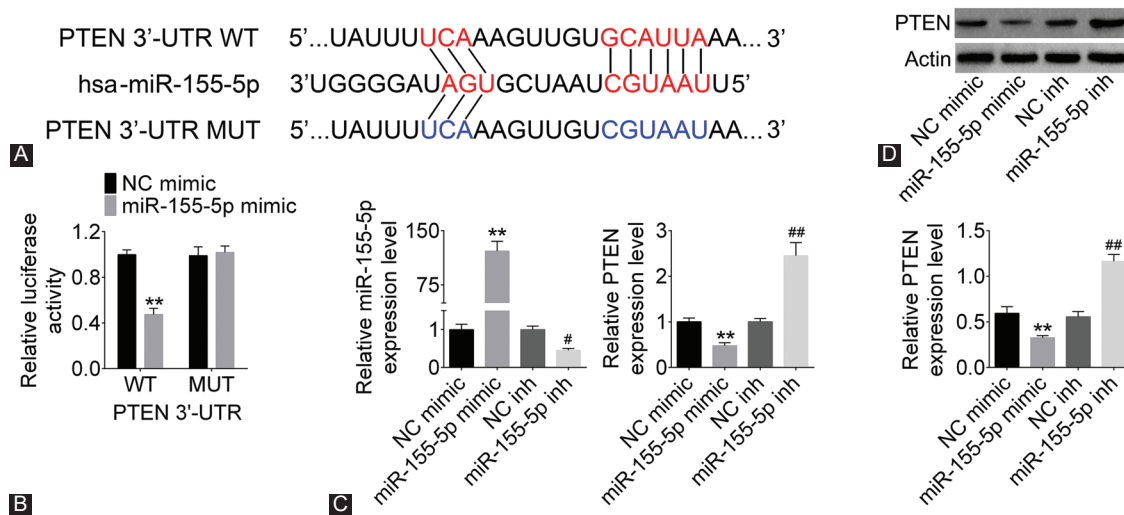 PTEN 3'-UTR WT 5'...UAUUUUCAAAGUUGUGCAUUAAA... 3'
hsa-miR-155-5p 3'UGGGGAUAGUGCUAAUCGUAAUU5'
PTEN 3'-UTR MUT 5'...UAUUUUCAAAGUUGUCGUAAUAA... 3'
A
NC mimic
miR-155-5p mimic
Relative luciferase
activity
1.2
0.8
0.4
0.0
**
WT MUT
PTEN 3'-UTR
B
Relative miR-155-5p
expression level
150
75
1
0
**
#
NC mimic
miR-155-5p mimic
NC inh
miR-155-5p inh
Relative PTEN
expression level
3
2
1
0
**
##
NC mimic
miR-155-5p mimic
NC inh
miR-155-5p inh
C
PTEN
Actin
NC mimic
miR-155-5p mimic
NC inh
miR-155-5p inh
D
Relative PTEN
expression level
1.5
1.0
0.5
0.0
**
##
NC mimic
miR-155-5p mimic
NC inh
miR-155-5p inh